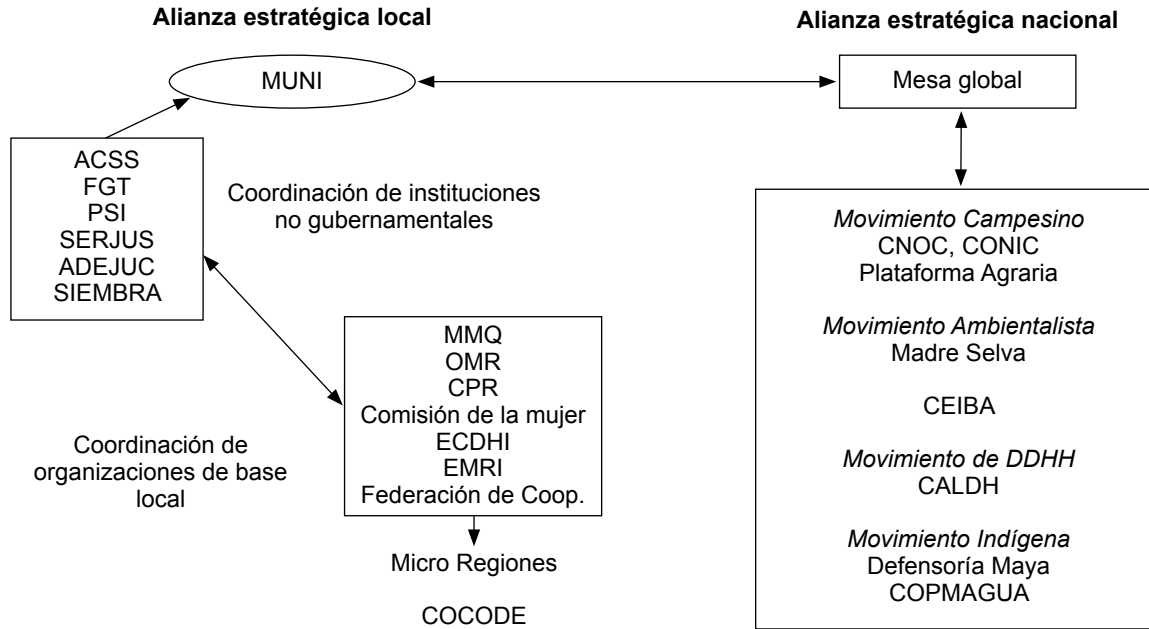 Alianza estratégica local
MUNI
ACSS
FGT
PSI
SERJUS
ADEJUC
SIEMBRA
Coordinación de instituciones
no gubernamentales
MMQ
OMR
CPR
Comisión de la mujer
ECDHI
EMRI
Federación de Coop.
Coordinación de
organizaciones de base
local
Micro Regiones
COCODE
Alianza estratégica nacional
Mesa global
Movimiento Campesino
CNOC, CONIC
Plataforma Agraria
Movimiento Ambientalista
Madre Selva
CEIBA
Movimiento de DDHH
CALDH
Movimiento Indígena
Defensoría Maya
COPMAGUA